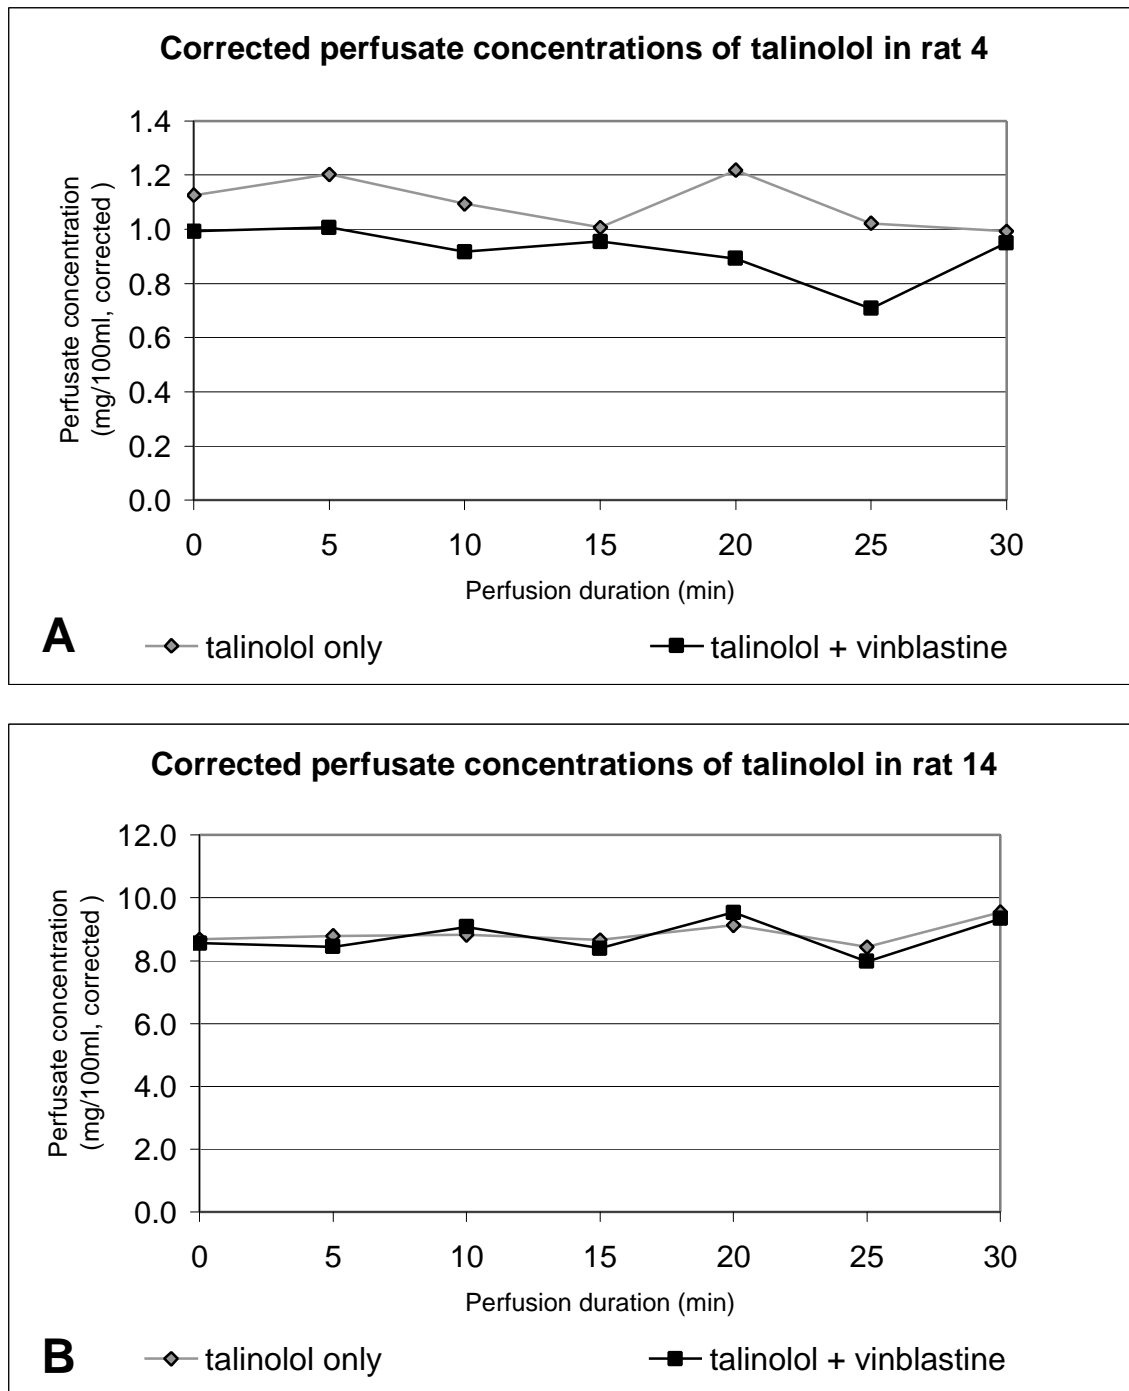 Corrected perfusate concentrations of talinolol in rat 4
Perfusate concentration
(mg/100ml, corrected )
1.4
1.2
1.0
0.8
0.6
0.4
0.2
0.0
0 5 10 15 20 25 30
Perfusion duration (min)
A talinolol only talinolol + vinblastine
Corrected perfusate concentrations of talinolol in rat 14
Perfusate concentration
(mg/100ml, corrected )
12.0
10.0
8.0
6.0
4.0
2.0
0.0
0 5 10 15 20 25 30
Perfusion duration (min)
B talinolol only talinolol + vinblastine